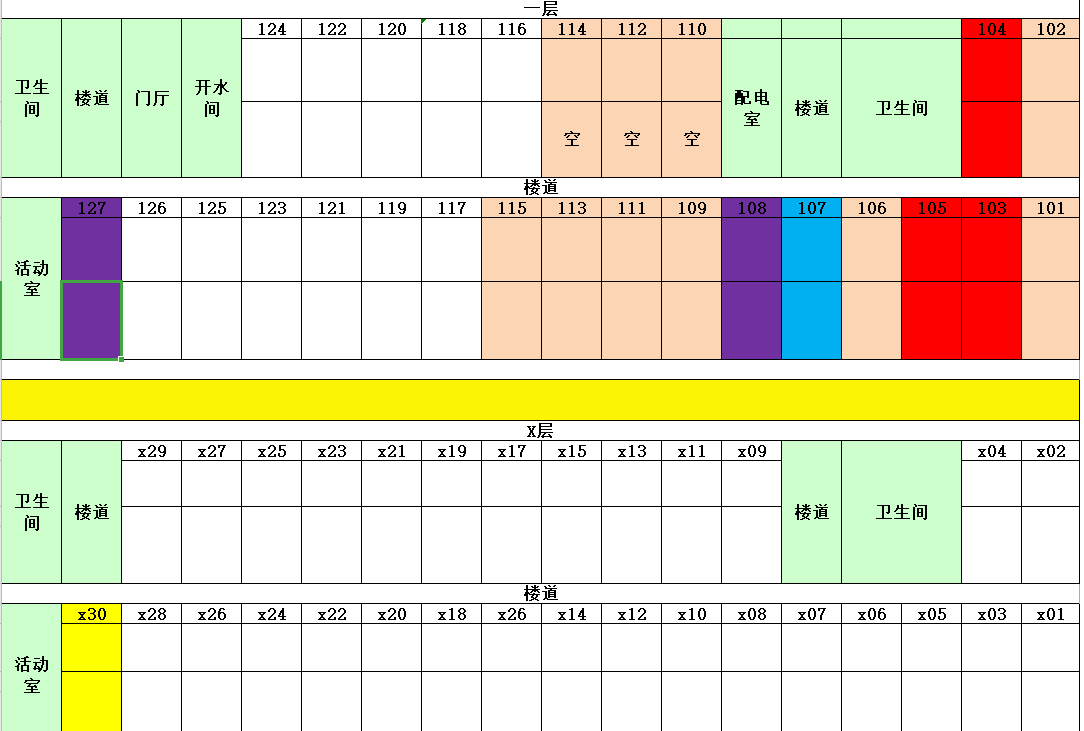 一层
124 122 120 118 116 114 112 110 104 102
卫生间 楼道 门厅 开水间 配电室 楼道 卫生间
空 空 空
楼道
127 126 125 123 121 119 117 115 113 111 109 108 107 106 105 103 101
活动室
X层
x29 x27 x25 x23 x21 x19 x17 x15 x13 x11 x09 x04 x02
卫生间 楼道 楼道 卫生间
楼道
x30 x28 x26 x24 x22 x20 x18 x26 x14 x12 x10 x08 x07 x06 x05 x03 x01
活动室